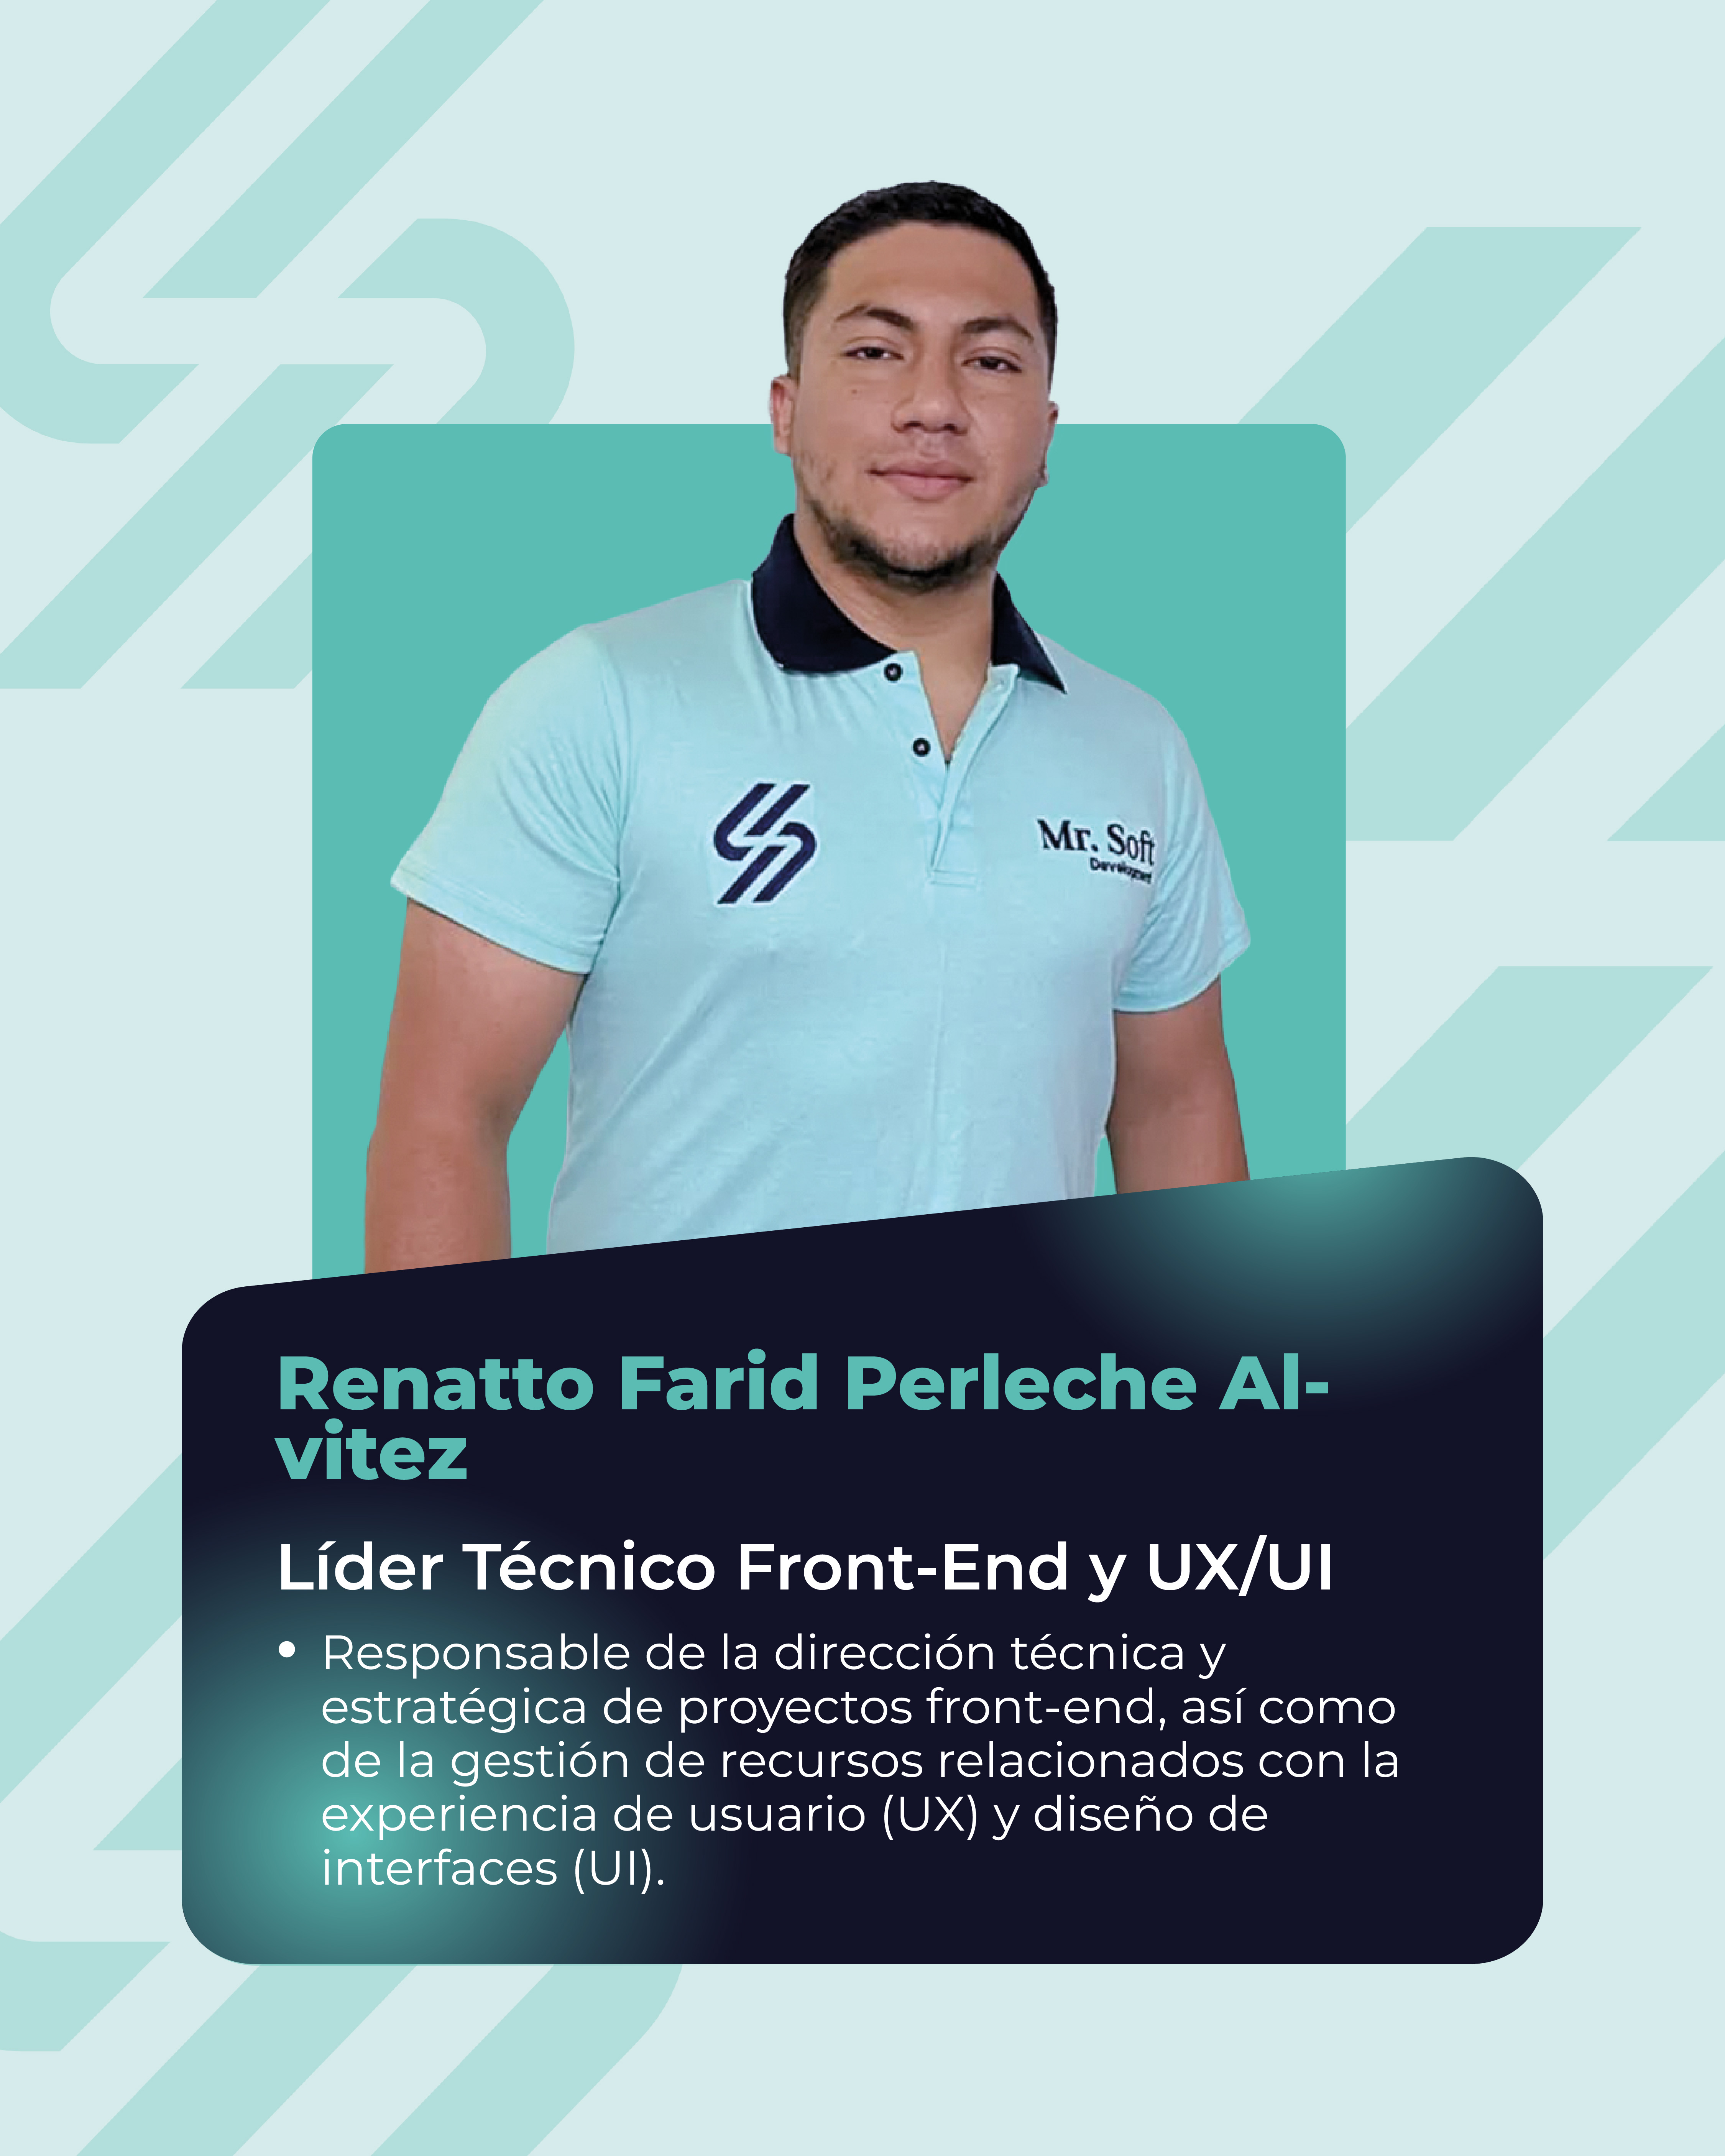 Mr. Soft
Development
Renatto Farid Perleche Al-
vitez
Líder Técnico Front-End y UX/UI
• Responsable de la dirección técnica y
estratégica de proyectos front-end, así como
de la gestión de recursos relacionados con la
experiencia de usuario (UX) y diseño de
interfaces (UI).